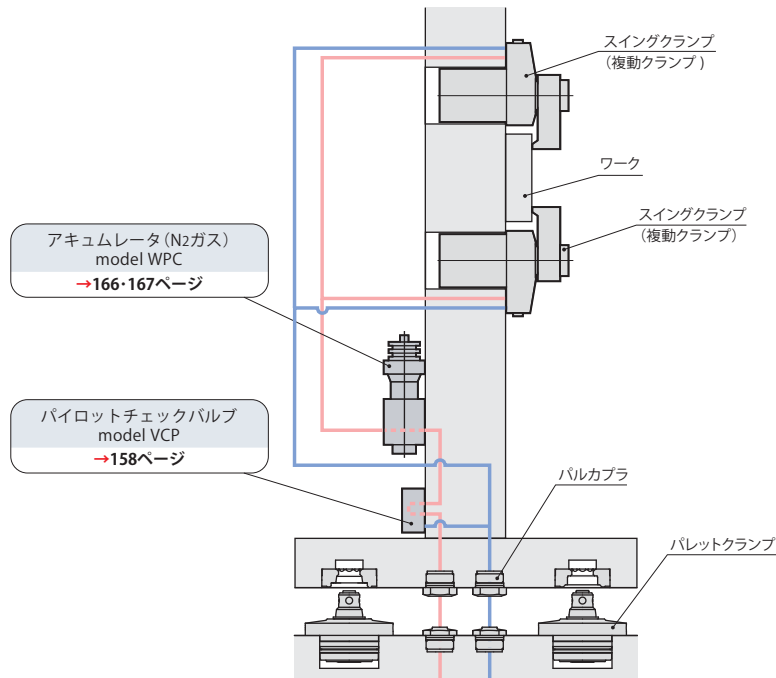 スイングクランプ
(複動クランプ )
ワーク
スイングクランプ
(複動クランプ)
アキュムレータ(N2ガス)
model WPC
→166・167ページ
パイロットチェックバルブ
model VCP
→158ページ
パルカプラ
パレットクランプ